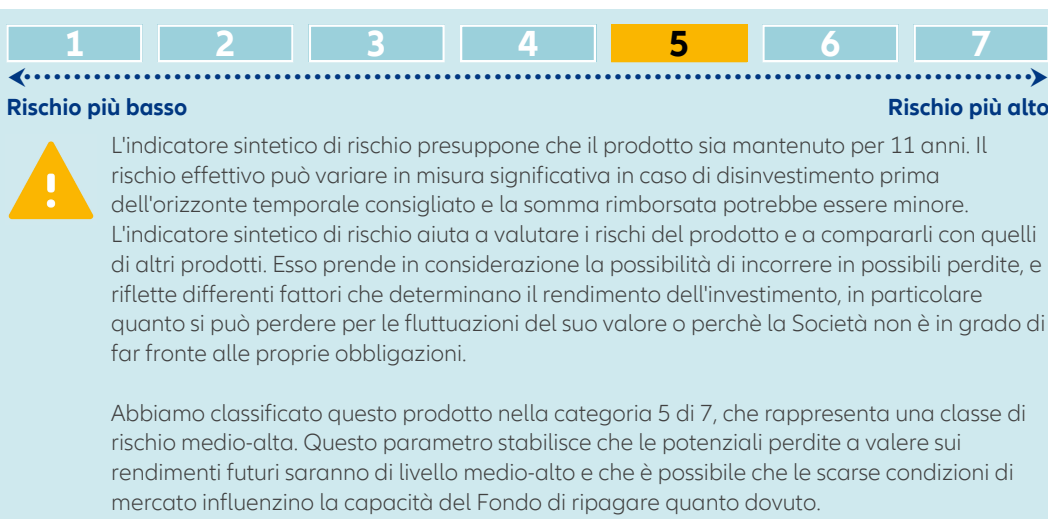 1 2 3 4 5 6 7
Rischio più basso Rischio più alto
L'indicatore sintetico di rischio presuppone che il prodotto sia mantenuto per 11 anni. Il
rischio effettivo può variare in misura significativa in caso di disinvestimento prima
dell'orizzonte temporale consigliato e la somma rimborsata potrebbe essere minore.
L'indicatore sintetico di rischio aiuta a valutare i rischi del prodotto e a compararli con quelli
di altri prodotti. Esso prende in considerazione la possibilità di incorrere in possibili perdite, e
riflette differenti fattori che determinano il rendimento dell'investimento, in particolare
quanto si può perdere per le fluttuazioni del suo valore o perchè la Società non è in grado di
far fronte alle proprie obbligazioni.
Abbiamo classificato questo prodotto nella categoria 5 di 7, che rappresenta una classe di
rischio medio-alta. Questo parametro stabilisce che le potenziali perdite a valere sui
rendimenti futuri saranno di livello medio-alto e che è possibile che le scarse condizioni di
mercato influenzino la capacità del Fondo di ripagare quanto dovuto.